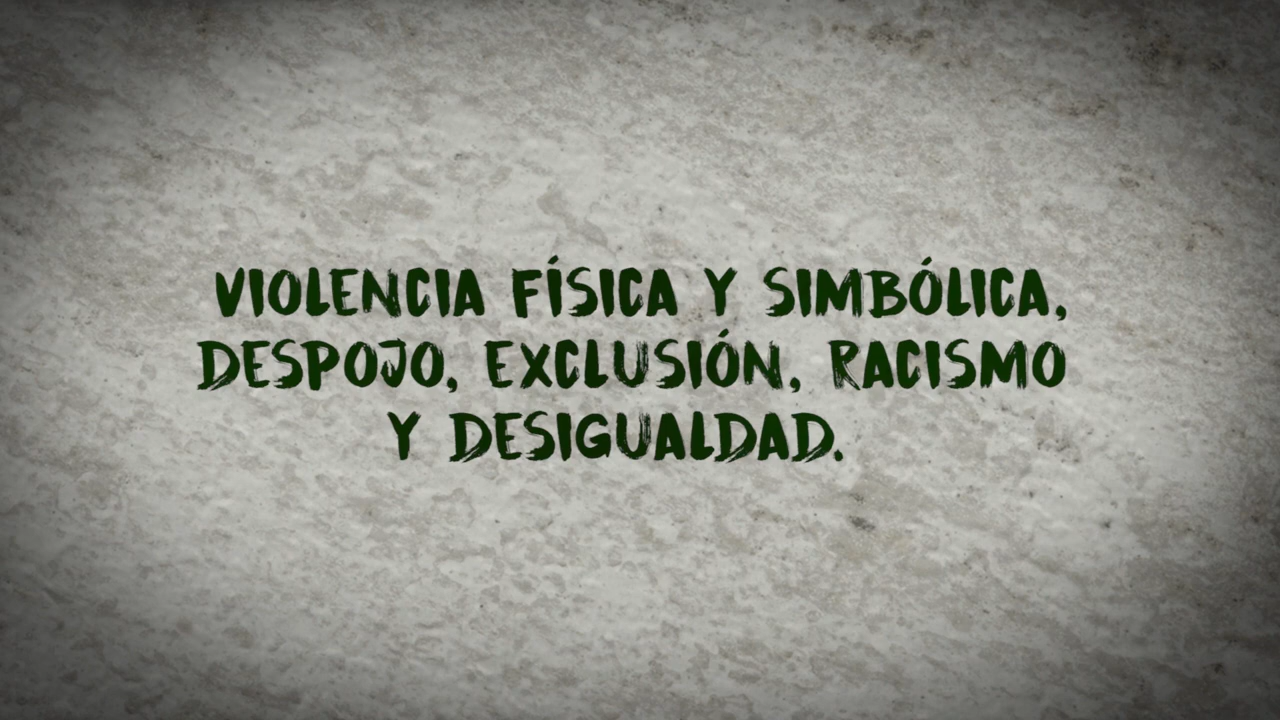 VIOLENCIA FÍSICA Y SIMBÓLICA,
DESPOJO, EXCLUSIÓN, RACISMO
Y DESIGUALDAD.